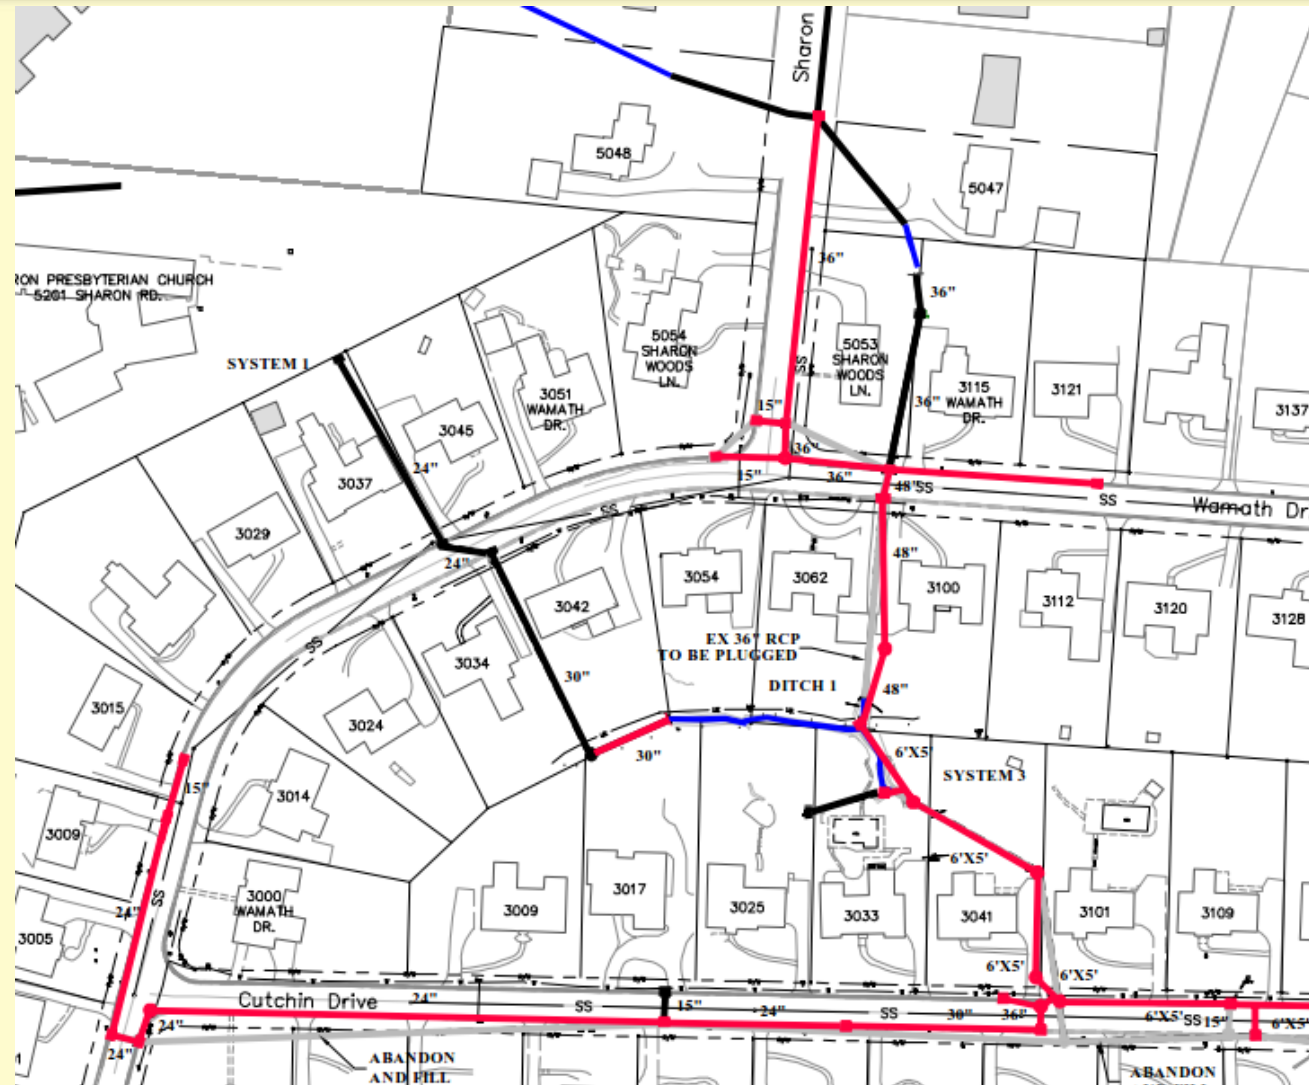 Sharon
5048
5047
RON PRESBYTERIAN CHURCH
5201 SHARON RD.
36"
36"
SYSTEM 1
5054
SHARON
WOODS
LN.
5053
SHARON
WOODS
LN.
SS
3051
WAMATH
DR.
3115
WAMATH
DR.
3121
3137
15"
36"
3045
24"
36"
3037
15"
36"
48"
SS
SS
Wamath Dr
SS
3029
24"
48"
3054
3062
3100
3042
3112
3120
3128
EX 36" RCP
TO BE PLUGGED
SS
3034
30"
DITCH 1
48"
3015
3024
30"
6'X5'
SYSTEM 3
15"
3014
3009
6'X5'
3000
WAMATH
DR.
SS
24"
3009
3017
3025
3033
3041
3101
3109
3005
6'X5'
6'X5'
Cutchin Drive
24"
SS
15"
24"
SS
30"
36"
6'X5'
SS
15"
6'X5'
24"
24"
1
ABANDON
AND FILL
ABANDON